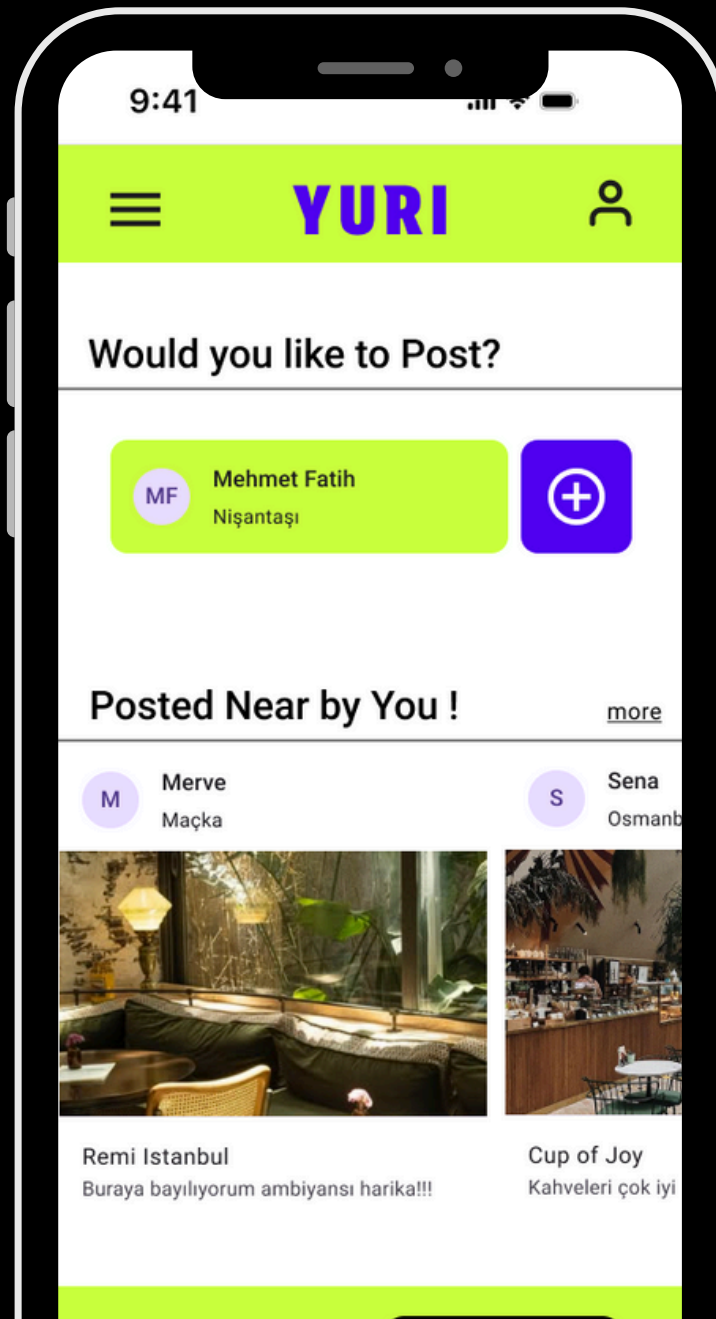 9:41
YURI
Would you like to Post?
MF
Mehmet Fatih
Nişantaşı
Posted Near by You !
more
M
Merve
Maçka
S
Sena
Osmanb
Remi Istanbul
Buraya bayılıyorum ambiyansı harika!!!
Cup of Joy
Kahveleri çok iyi